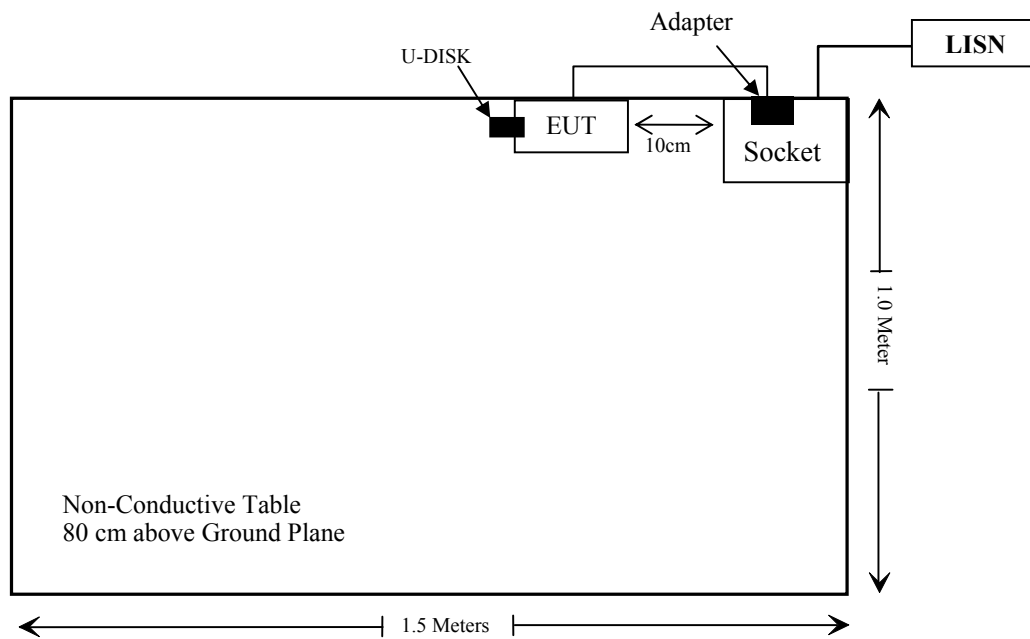 Adapter
LISN
U-DISK
EUT
10cm
Socket
1.0 Meter
Non-Conductive Table
80 cm above Ground Plane
1.5 Meters